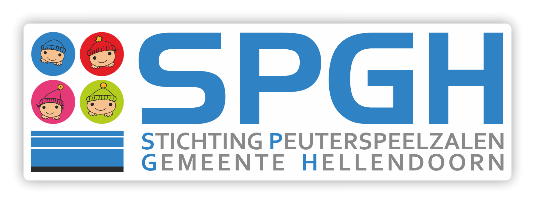 SPGH
STICHTING PEUTERSPEELZALEN
GEMEENTE HELLENDOORN